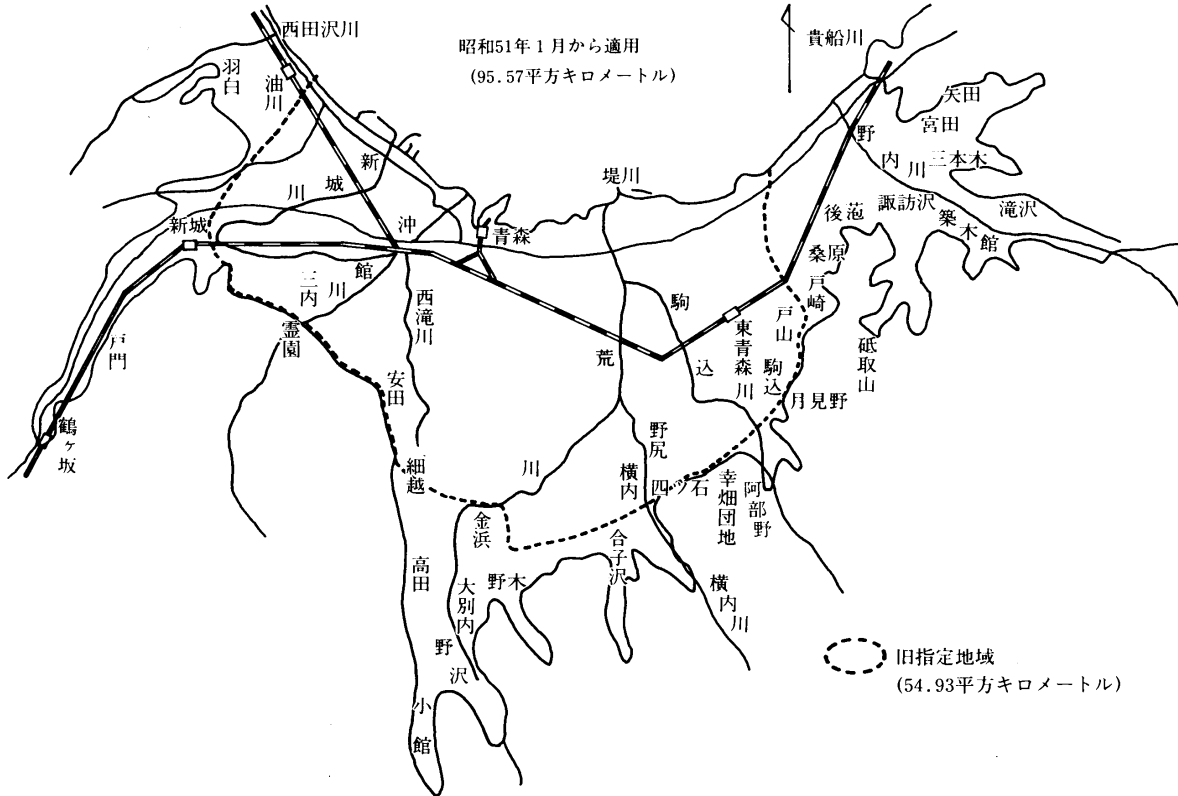 西田沢川
昭和51年1月から適用
(95.57平方キロメートル)
貴船川
羽白
油川
矢田
宮田
野内川
三本木
新城川
堤川
滝沢
諏訪沢
後萢
築木館
新城
沖館川
青森
桑原
戸崎
三内
西滝川
駒込川
東青森
戸山
霊園
戸門
荒川
砥取山
駒込
安田
月見野
鶴ヶ坂
野尻
細越
横内
四ツ石
幸畑団地
阿部野
金浜
合子沢
高田
大別内
野木
横内川
野沢
小館
旧指定地域
(54.93平方キロメートル)